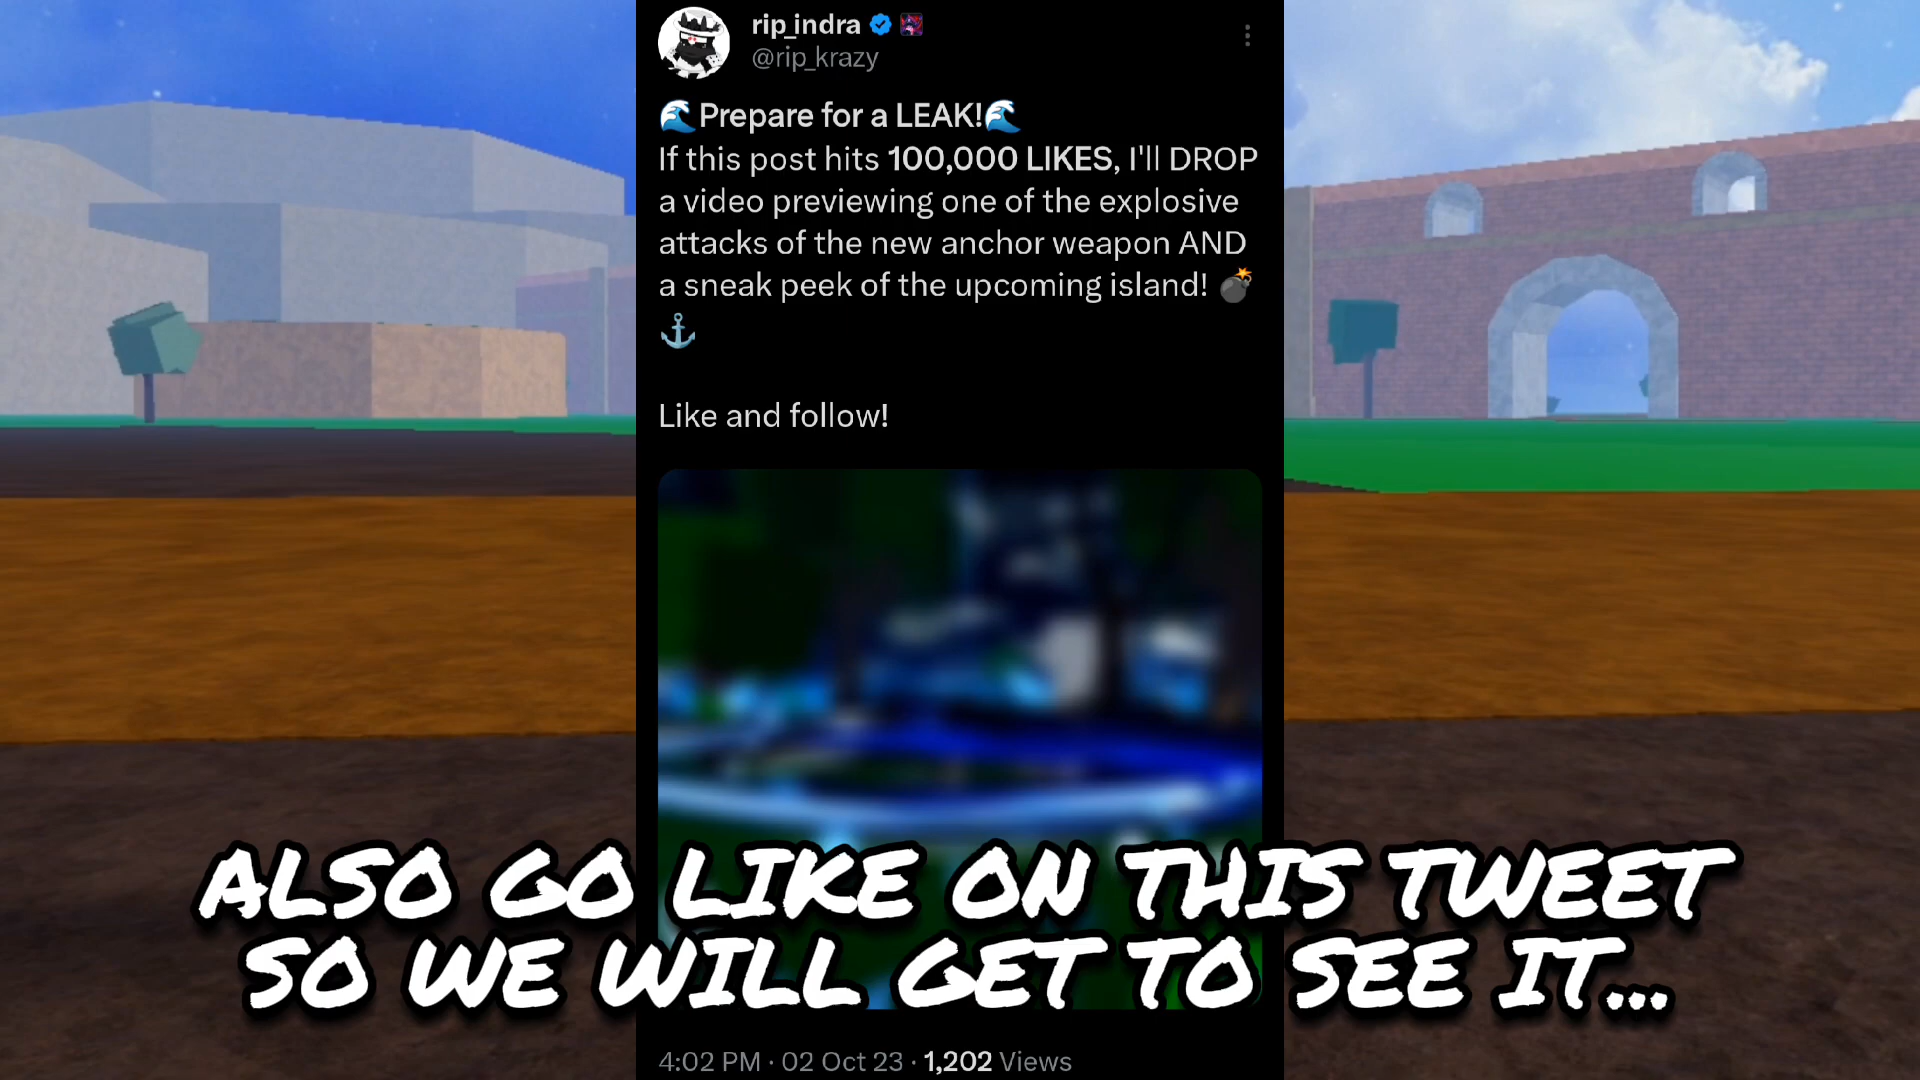 rip_indra
@rip_krazy
🌊Prepare for a LEAK!🌊
If this post hits 100,000 LIKES, I'll DROP
a video previewing one of the explosive
attacks of the new anchor weapon AND
a sneak peek of the upcoming island! 💣
⚓
Like and follow!
ALSO GO LIKE ON THIS TWEET
SO WE WILL GET TO SEE IT...
4:02 PM · 02 Oct 23 · 1,202 Views